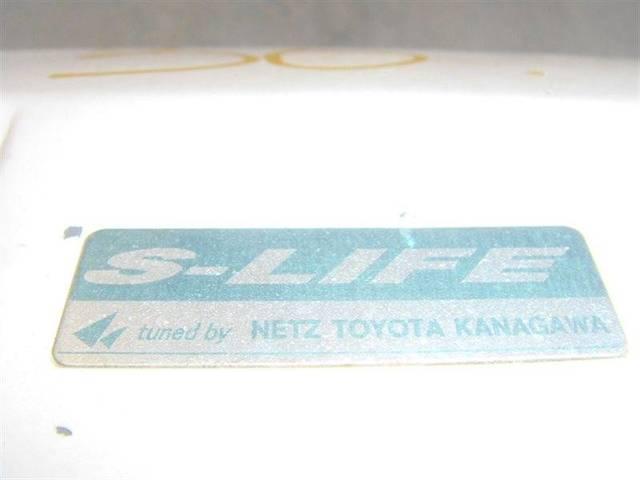 S-LIFE
tuned by NETZ TOYOTA KANAGAWA